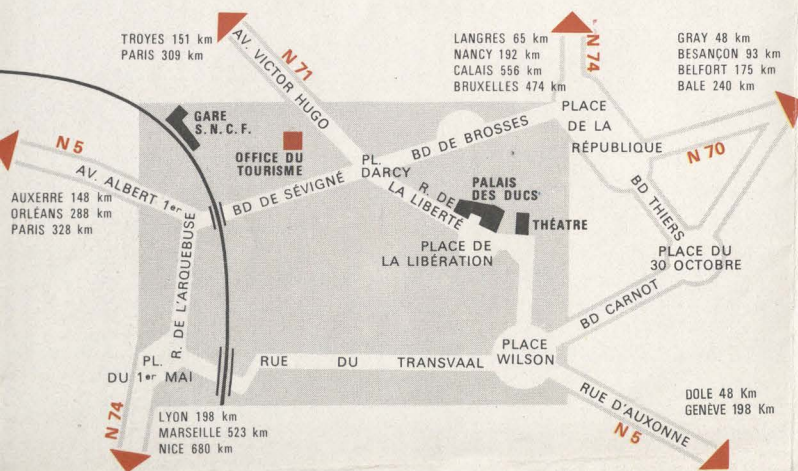 TROYES 151 km
PARIS 309 km
N 71
AV. VICTOR HUGO
LANGRES 65 km
NANCY 192 km
CALAIS 556 km
BRUXELLES 474 km
N 74
GRAY 48 km
BESANÇON 93 km
BELFORT 175 km
BALE 240 km
GARE
S.N.C.F.
OFFICE DU
TOURISME
N 5
AV. ALBERT 1er
AUXERRE 148 km
ORLÉANS 288 km
PARIS 328 km
BD DE SÉVIGNÉ
PL.
DARCY
BD DE BROSSES
PLACE
DE LA
RÉPUBLIQUE
N 70
R. DE
LA LIBERTÉ
PALAIS
DES DUCS
THÉATRE
PLACE DE
LA LIBÉRATION
BD THIERS
PLACE DU
30 OCTOBRE
BD CARNOT
R. DE L'ARQUEBUSE
PL.
DU 1er MAI
RUE DU TRANSVAAL
PLACE
WILSON
N 74
LYON 198 km
MARSEILLE 523 km
NICE 680 km
RUE D'AUXONNE
N 5
DOLE 48 Km
GENÈVE 198 Km